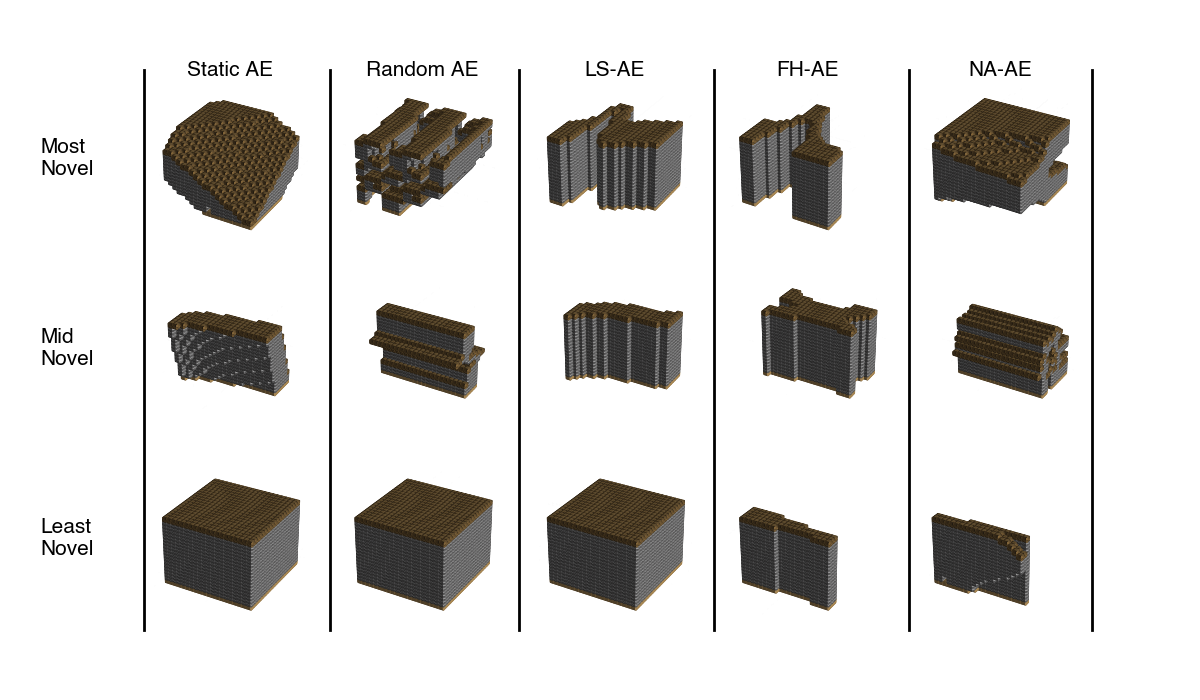 Static AE
Random AE
LS-AE
FH-AE
NA-AE
Most
Novel
Mid
Novel
Least
Novel